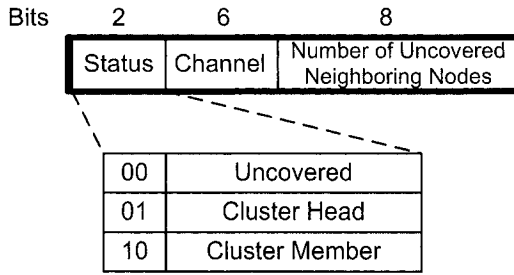 Bits 2 6 8
Status Channel Number of Uncovered
Neighboring Nodes
00 Uncovered
01 Cluster Head
10 Cluster Member